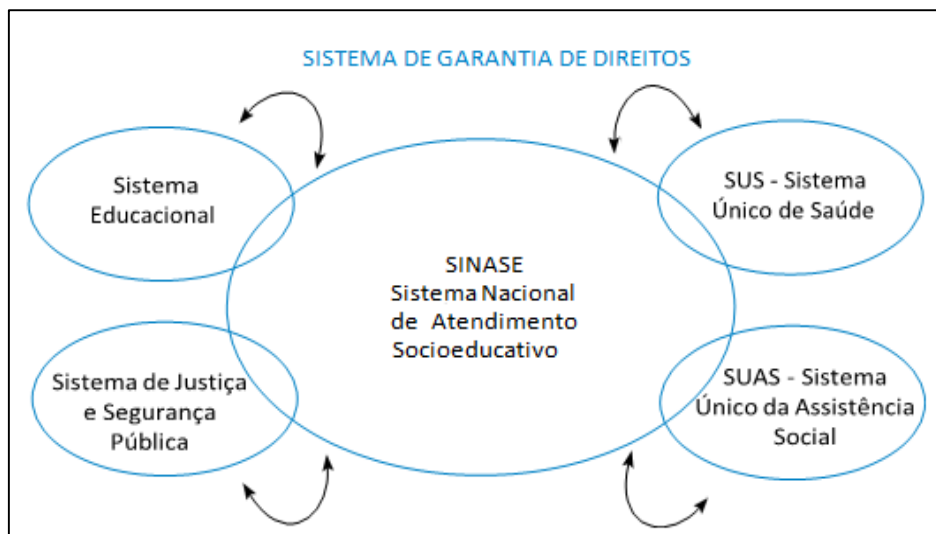 SISTEMA DE GARANTIA DE DIREITOS
Sistema
Educacional
SUS - Sistema
Único de Saúde
SINASE
Sistema Nacional
de Atendimento
Socioeducativo
Sistema de Justiça
e Segurança
Pública
SUAS - Sistema
Único da Assistência
Social